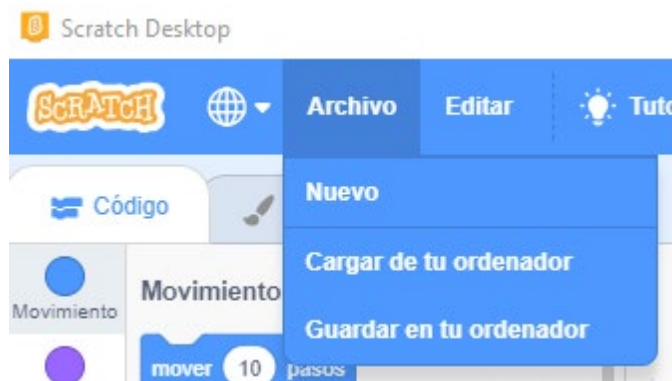 Scratch Desktop
SCRATCH Archivo Editar Tuto
Código
Nuevo
Cargar de tu ordenador
Guardar en tu ordenador
Movimiento
Movimiento
mover 10 pasos